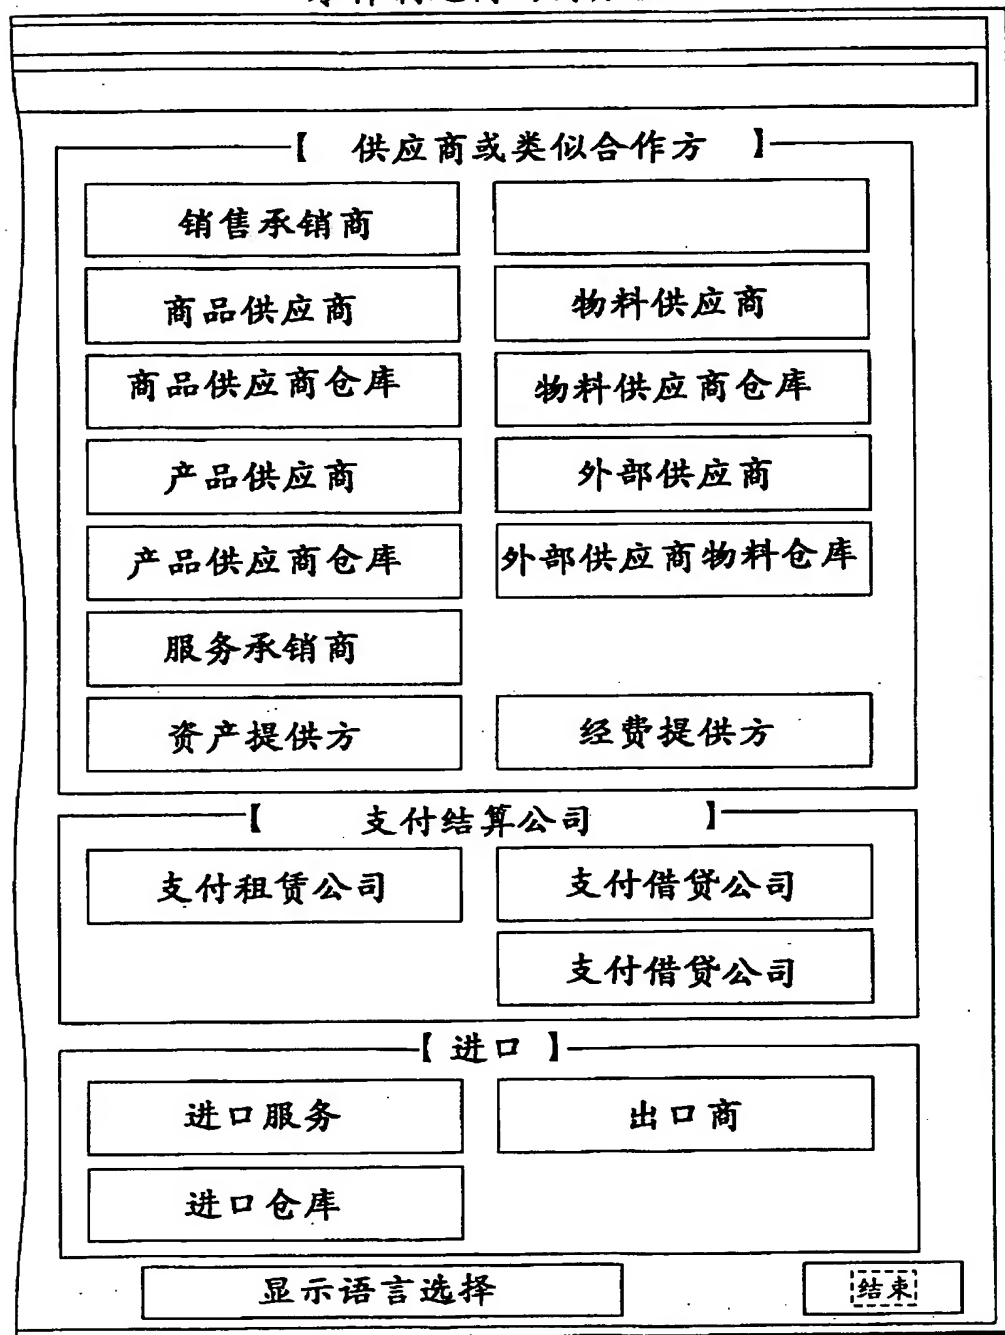 【 供应商或类似合作方 】
销售承销商
商品供应商 物料供应商
商品供应商仓库 物料供应商仓库
产品供应商 外部供应商
产品供应商仓库 外部供应商物料仓库
服务承销商
资产提供方 经费提供方
【 支付结算公司 】
支付租赁公司 支付借贷公司
支付借贷公司
【 进口 】
进口服务 出口商
进口仓库
显示语言选择 结束